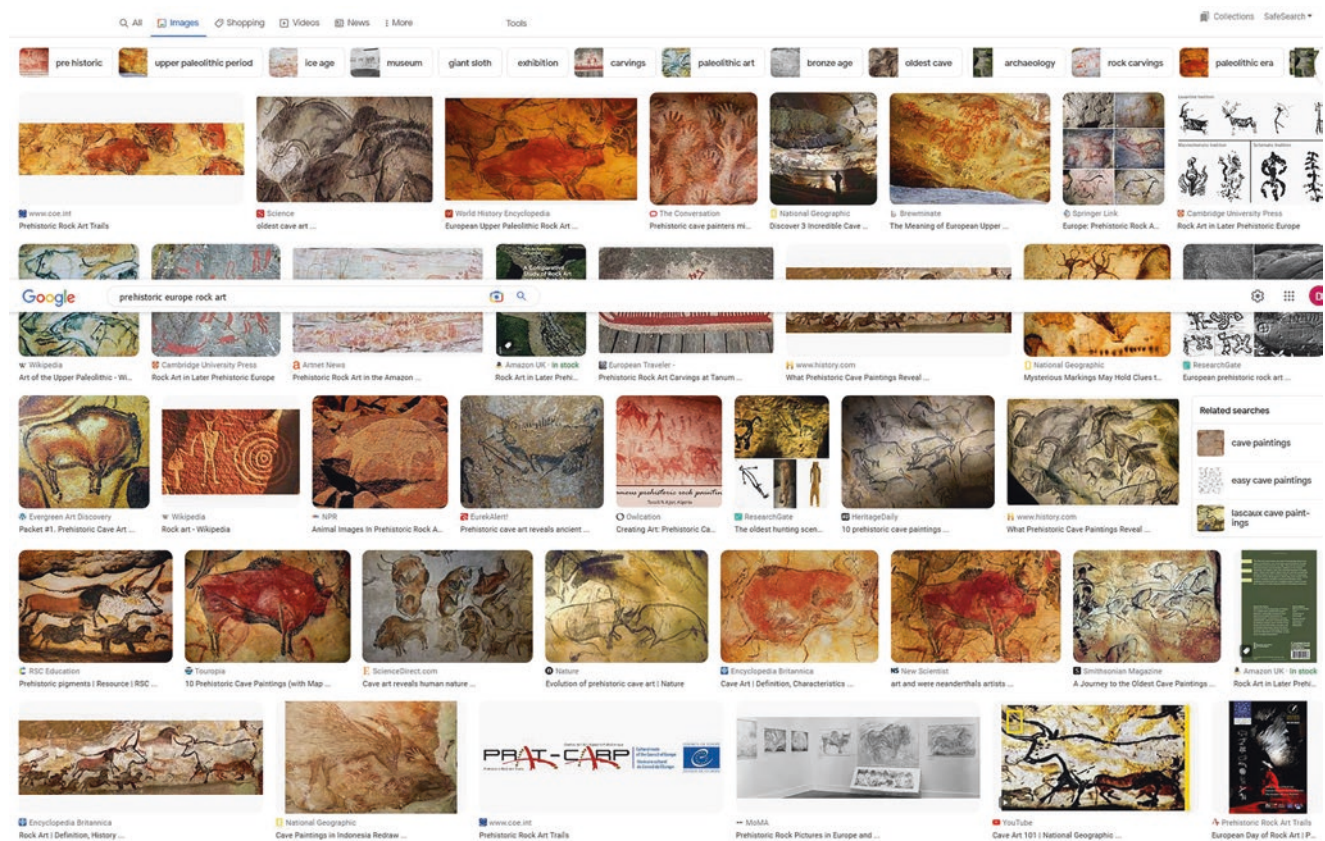 All Images Shopping Videos News More Tools Collections SafeSearch
pre historic upper paleolithic period ice age museum giant sloth exhibition carvings paleolithic art bronze age oldest cave archaeology rock carvings paleolithic era
www.coe.int Science World History Encyclopedia The Conversation National Geographic Brewminate Springer Link Cambridge University Press
Prehistoric Rock Art Trails oldest cave art ... European Upper Paleolithic Rock Art ... Prehistoric cave painters mi... Discover 3 Incredible Cave ... The Meaning of European Upper ... Europe: Prehistoric Rock A... Rock Art in Later Prehistoric Europe
Google prehistoric europe rock art
Wikipedia Cambridge University Press Artnet News Amazon UK · In stock European Traveler - www.history.com National Geographic ResearchGate
Art of the Upper Paleolithic - Wi... Rock Art in Later Prehistoric Europe Prehistoric Rock Art in the Amazon ... Rock Art in Later Prehi... Prehistoric Rock Art Carvings at Tanum ... What Prehistoric Cave Paintings Reveal ... Mysterious Markings May Hold Clues t... European prehistoric rock art ...
Related searches
cave paintings
easy cave paintings
lascaux cave paint-
ings
Evergreen Art Discovery Wikipedia NPR EurekAlert! Owlcation ResearchGate HeritageDaily www.history.com
Packet #1. Prehistoric Cave Art ... Rock art - Wikipedia Animal Images In Prehistoric Rock A... Prehistoric cave art reveals ancient ... Creating Art: Prehistoric Ca... The oldest hunting scen... 10 prehistoric cave paintings ... What Prehistoric Cave Paintings Reveal ...
RSC Education Touropia ScienceDirect.com Nature Encyclopedia Britannica New Scientist Smithsonian Magazine Amazon UK · In stock
Prehistoric pigments | Resource | RSC ... 10 Prehistoric Cave Paintings (with Map ... Cave art reveals human nature ... Evolution of prehistoric cave art | Nature Cave Art | Definition, Characteristics ... art and were neanderthals artists ... A Journey to the Oldest Cave Paintings ... Rock Art in Later Prehi...
PRAT-CARP
Encyclopedia Britannica National Geographic www.coe.int MoMA YouTube Prehistoric Rock Art Trails
Rock Art | Definition, History ... Cave Paintings in Indonesia Redraw ... Prehistoric Rock Art Trails Prehistoric Rock Pictures in Europe and ... Cave Art 101 | National Geographic ... European Day of Rock Art | P...